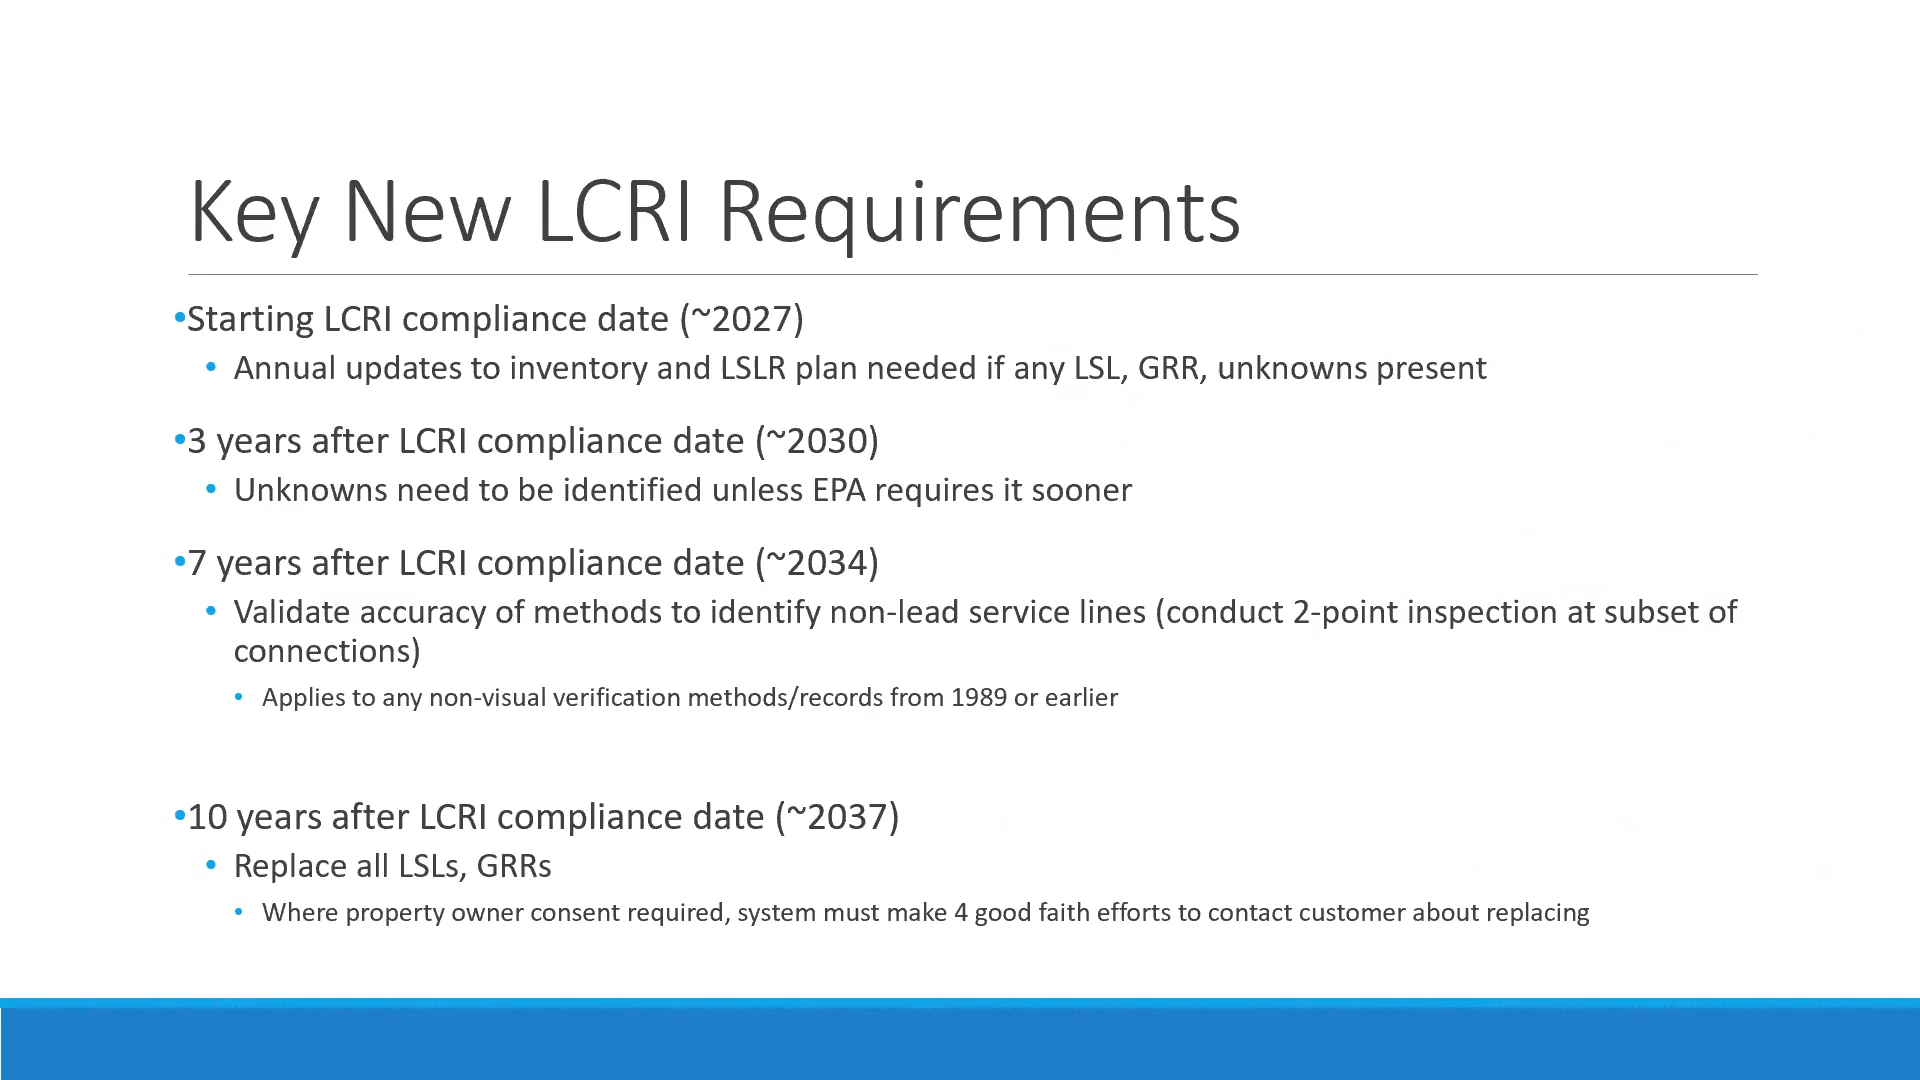 Key New LCRI Requirements
•Starting LCRI compliance date (~2027)
• Annual updates to inventory and LSLR plan needed if any LSL, GRR, unknowns present
•3 years after LCRI compliance date (~2030)
• Unknowns need to be identified unless EPA requires it sooner
•7 years after LCRI compliance date (~2034)
• Validate accuracy of methods to identify non-lead service lines (conduct 2-point inspection at subset of
connections)
• Applies to any non-visual verification methods/records from 1989 or earlier
•10 years after LCRI compliance date (~2037)
• Replace all LSLs, GRRs
• Where property owner consent required, system must make 4 good faith efforts to contact customer about replacing